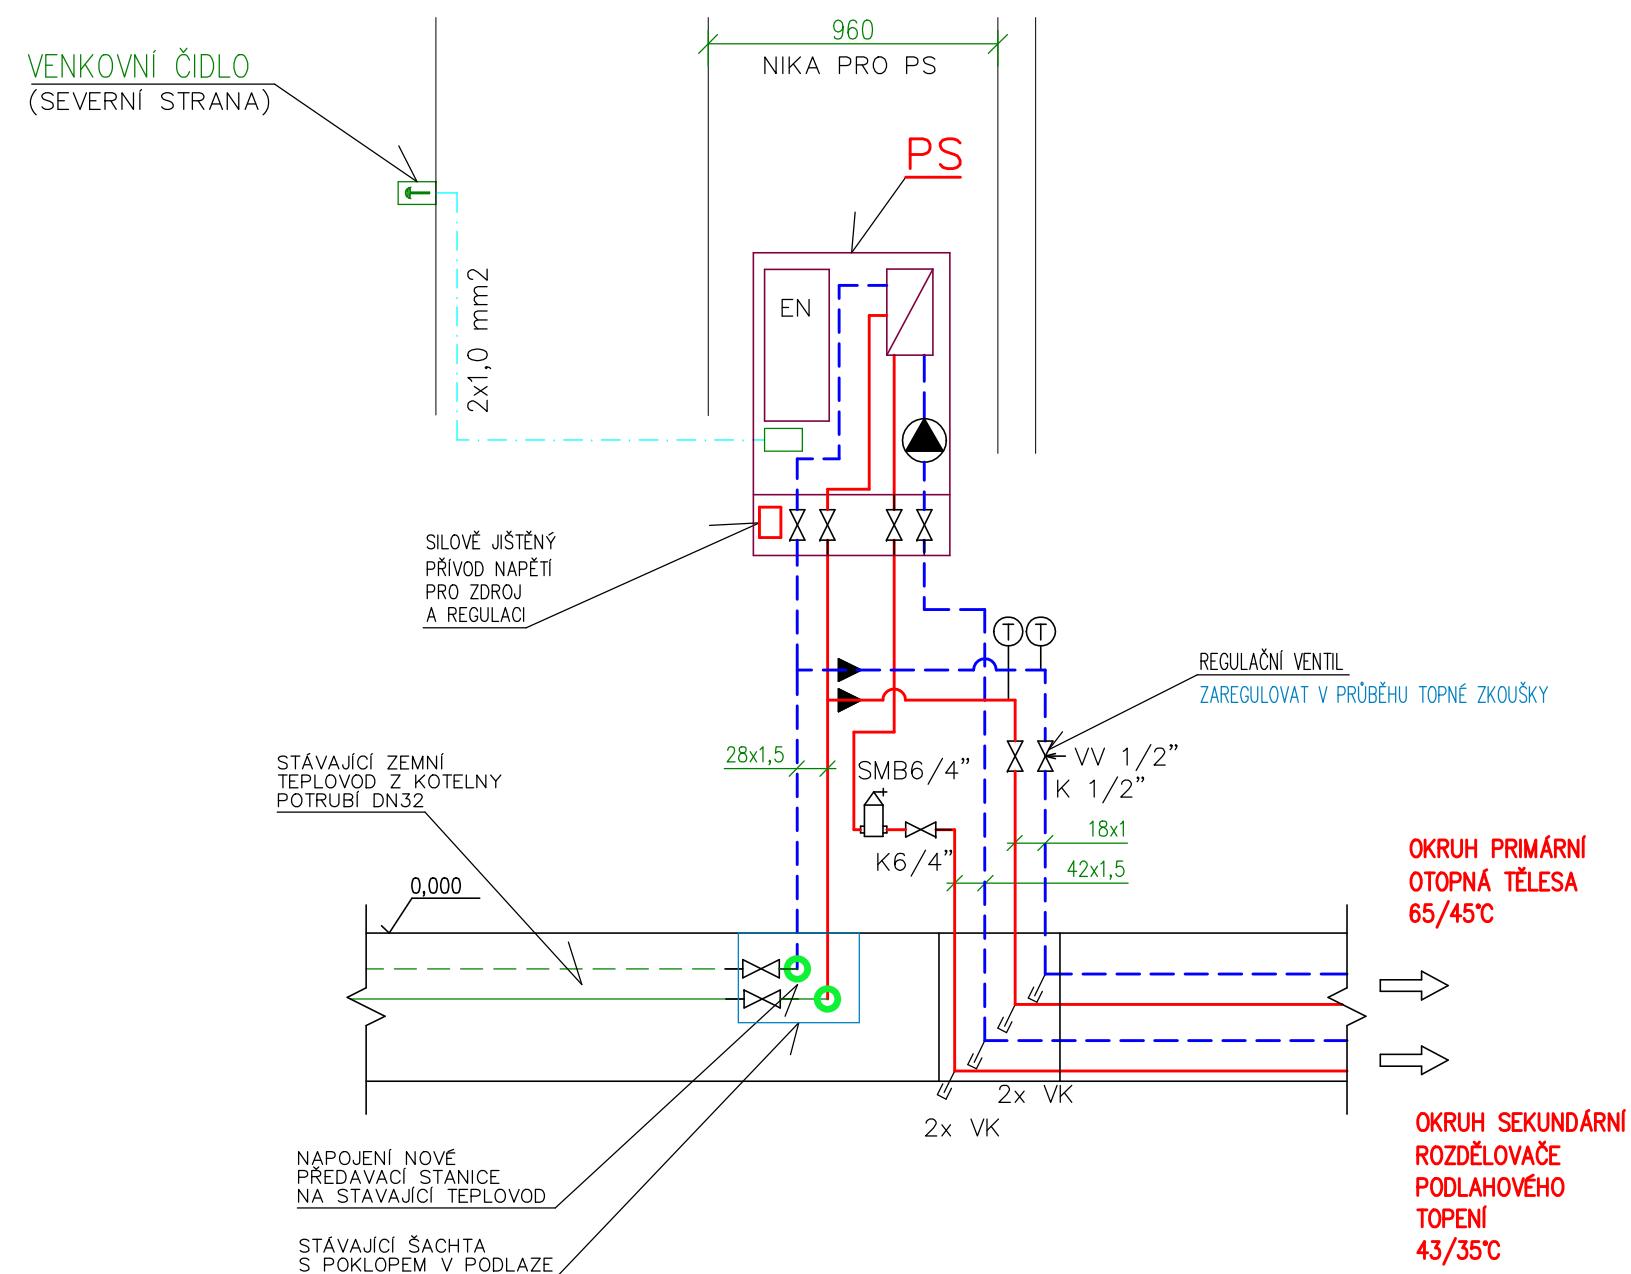 960
NIKA PRO PS
VENKOVNÍ ČIDLO
(SEVERNÍ STRANA)
PS
2x1,0 mm2
EN
SILOVĚ JIŠTĚNÝ
PŘÍVOD NAPĚTÍ
PRO ZDROJ
A REGULACI
T
T
REGULAČNÍ VENTIL
ZAREGULOVAT V PRŮBĚHU TOPNÉ ZKOUŠKY
28x1,5
SMB6/4”
VV 1/2”
K 1/2”
STÁVAJÍCÍ ZEMNÍ
TEPLOVOD Z KOTELNY
POTRUBÍ DN32
18x1
K6/4”
42x1,5
0,000
OKRUH PRIMÁRNÍ
OTOPNÁ TĚLESA
65/45°C
2x VK
2x VK
OKRUH SEKUNDÁRNÍ
ROZDĚLOVAČE
PODLAHOVÉHO
TOPENÍ
43/35°C
NAPOJENÍ NOVÉ
PŘEDAVACÍ STANICE
NA STAVAJÍCÍ TEPLOVOD
STÁVAJÍCÍ ŠACHTA
S POKLOPEM V PODLAZE